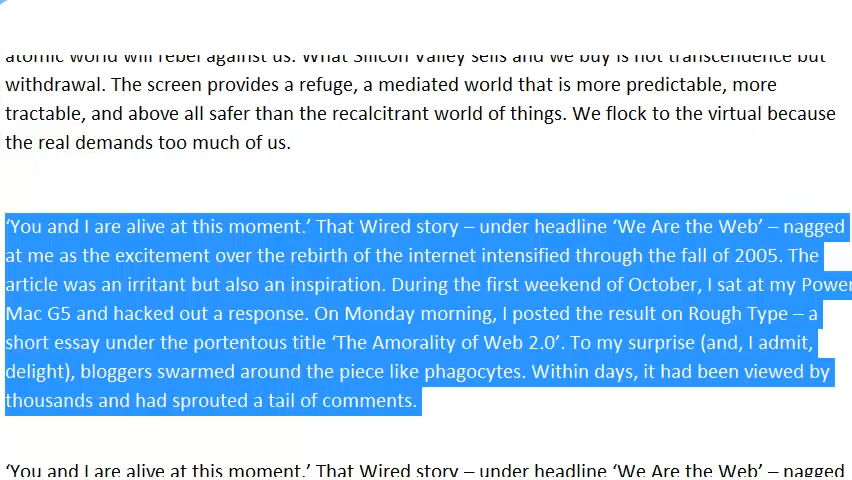 atomic world will rebel against us. What Silicon Valley sells and we buy is not transcendence but
withdrawal. The screen provides a refuge, a mediated world that is more predictable, more
tractable, and above all safer than the recalcitrant world of things. We flock to the virtual because
the real demands too much of us.
‘You and I are alive at this moment.’ That Wired story – under headline ‘We Are the Web’ – nagged
at me as the excitement over the rebirth of the internet intensified through the fall of 2005. The
article was an irritant but also an inspiration. During the first weekend of October, I sat at my Power
Mac G5 and hacked out a response. On Monday morning, I posted the result on Rough Type – a
short essay under the portentous title ‘The Amorality of Web 2.0’. To my surprise (and, I admit,
delight), bloggers swarmed around the piece like phagocytes. Within days, it had been viewed by
thousands and had sprouted a tail of comments.
‘You and I are alive at this moment.’ That Wired story – under headline ‘We Are the Web’ – nagged